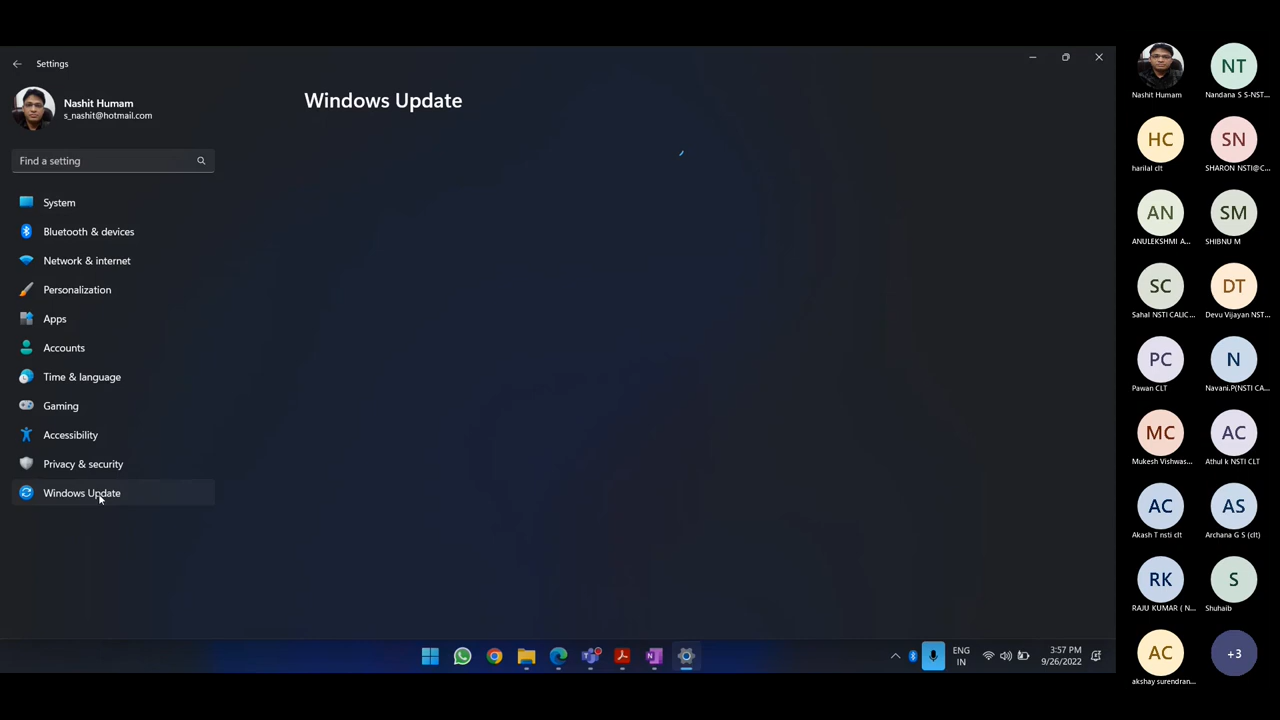 Settings
Nashit Humam
s_nashit@hotmail.com
Find a setting
System
Bluetooth & devices
Network & internet
Personalization
Apps
Accounts
Time & language
Gaming
Accessibility
Privacy & security
Windows Update
Windows Update
ENG
IN
3:57 PM
9/26/2022
Nashit Humam
NT
Nandana S S-NST...
HC
harilal clt
SN
SHARON NSTI@C...
AN
ANULEKSHMI A...
SM
SHIBNU M
SC
Sahal NSTI CALIC...
DT
Devu Vijayan NST...
PC
Pawan CLT
N
Navani.P(NSTI CA...
MC
Mukesh Vishwas...
AC
Athul k NSTI CLT
AC
Akash T nsti clt
AS
Archana G S (clt)
RK
RAJU KUMAR ( N...
S
Shuhaib
AC
akshay surendran...
+3